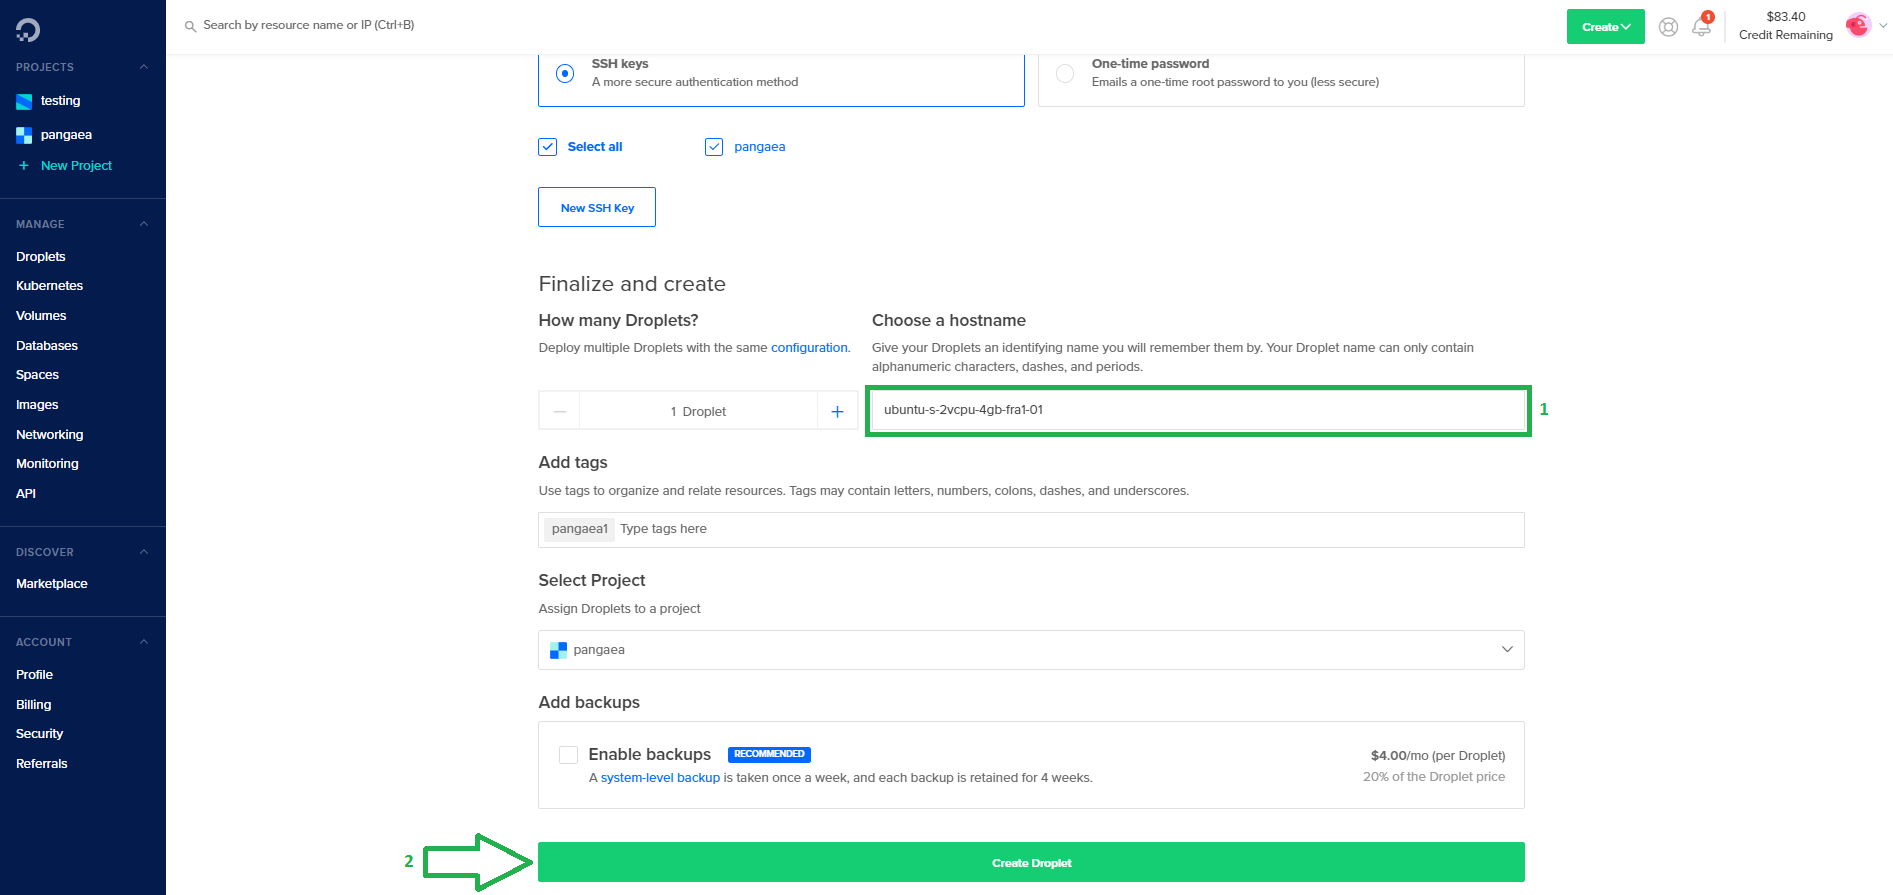 Search by resource name or IP (Ctrl+B)
Create
1
$83.40
Credit Remaining
PROJECTS
testing
pangaea
+ New Project
MANAGE
Droplets
Kubernetes
Volumes
Databases
Spaces
Images
Networking
Monitoring
API
DISCOVER
Marketplace
ACCOUNT
Profile
Billing
Security
Referrals
SSH keys
A more secure authentication method
One-time password
Emails a one-time root password to you (less secure)
Select all
pangaea
New SSH Key
Finalize and create
How many Droplets?
Deploy multiple Droplets with the same configuration.
1 Droplet
Choose a hostname
Give your Droplets an identifying name you will remember them by. Your Droplet name can only contain
alphanumeric characters, dashes, and periods.
ubuntu-s-2vcpu-4gb-fra1-01
1
Add tags
Use tags to organize and relate resources. Tags may contain letters, numbers, colons, dashes, and underscores.
pangaea1 Type tags here
Select Project
Assign Droplets to a project
pangaea
Add backups
Enable backups RECOMMENDED
A system-level backup is taken once a week, and each backup is retained for 4 weeks.
$4.00/mo (per Droplet)
20% of the Droplet price
2
Create Droplet